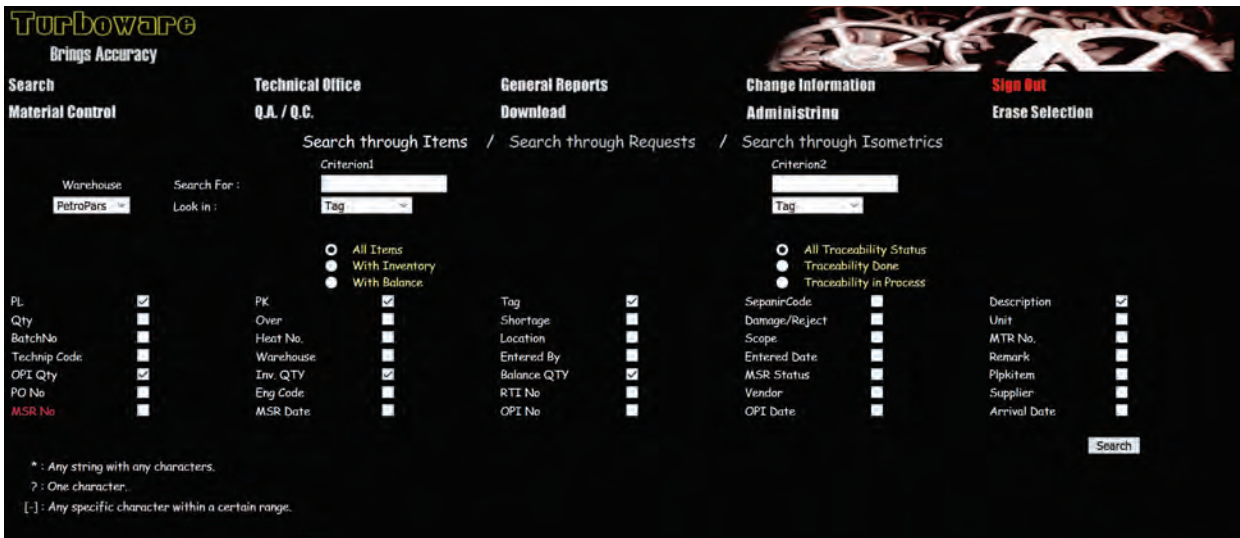 Turboware
Brings Accuracy
Search Technical Office General Reports Change Information Sign Out
Material Control Q.A. / Q.C. Download Administring Erase Selection
Search through Items / Search through Requests / Search through Isometrics
Criterion1 Criterion2
Warehouse Search For :
PetroPars Look in : Tag Tag
All Items All Traceability Status
With Inventory Traceability Done
With Balance Traceability in Process
PL PK Tag SepanirCode Description
Qty Over Shortage Damage/Reject Unit
BatchNo Heat No. Location Scope MTR No.
Technip Code Warehouse Entered By Entered Date Remark
OPI Qty Inv. QTY Balance QTY MSR Status Plpkitem
PO No Eng Code RTI No Vendor Supplier
MSR No MSR Date OPI No OPI Date Arrival Date
Search
* : Any string with any characters.
? : One character.
[-] : Any specific character within a certain range.